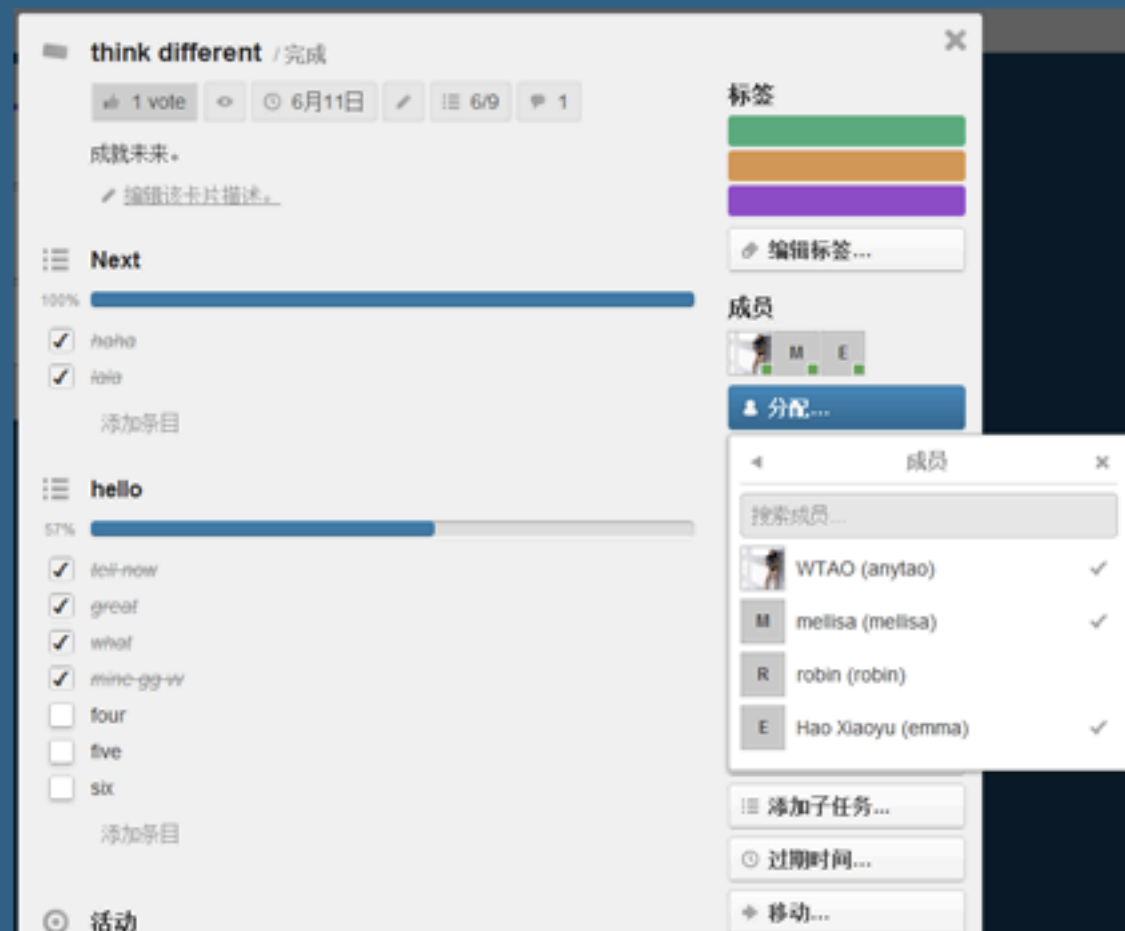 think different / 完成
1 vote 6月11日 6/9 1
成就未来。
编辑该卡片描述。
Next
100%
haha
lala
添加条目
hello
57%
tell now
great
what
mine gg vv
four
five
six
添加条目
活动
标签
编辑标签...
成员
M E
分配...
成员
搜索成员...
WTAO (anytao)
M mellisa (mellisa)
R robin (robin)
E Hao Xiaoyu (emma)
添加子任务...
过期时间...
移动...